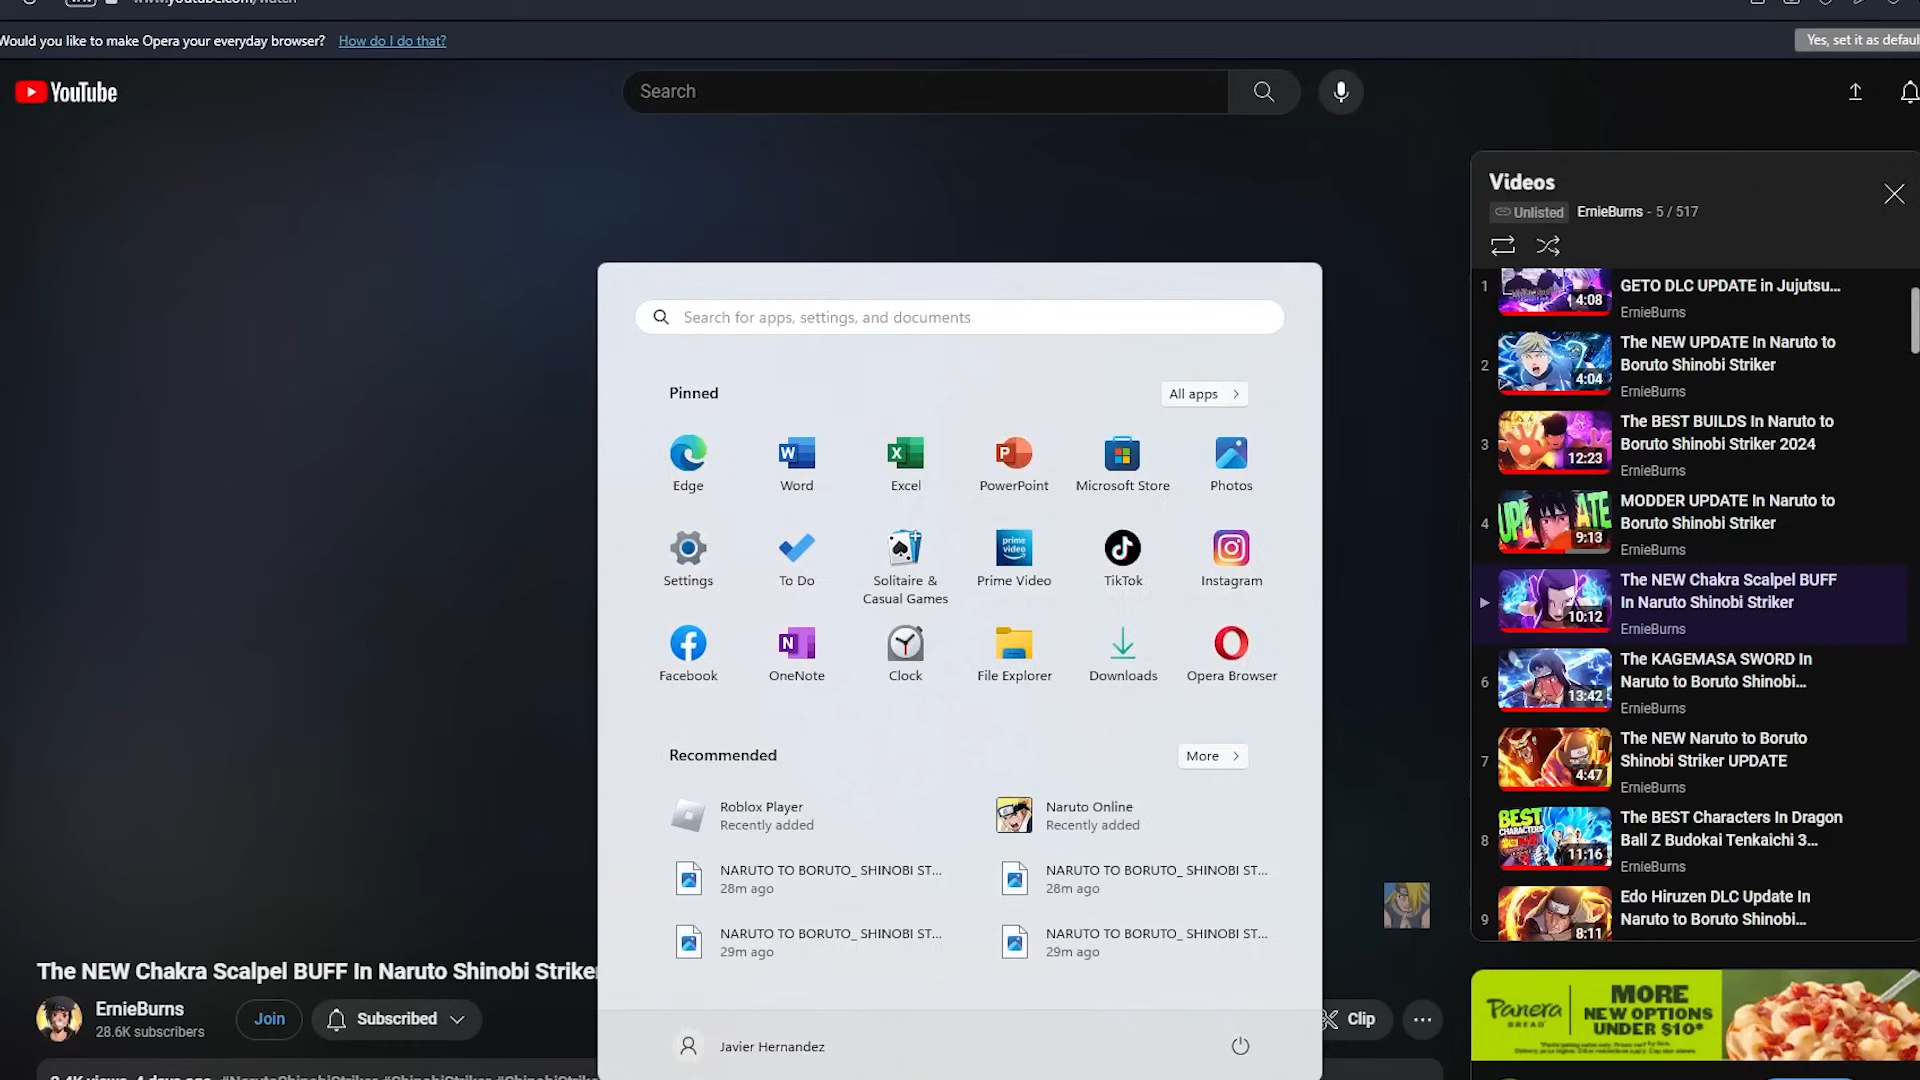 Would you like to make Opera your everyday browser? How do I do that?
Yes, set it as defaul
YouTube
Search
Videos
Unlisted ErnieBurns - 5 / 517
1
4:08
GETO DLC UPDATE in Jujutsu...
ErnieBurns
2
4:04
The NEW UPDATE In Naruto to
Boruto Shinobi Striker
ErnieBurns
3
12:23
The BEST BUILDS In Naruto to
Boruto Shinobi Striker 2024
ErnieBurns
4
9:13
MODDER UPDATE In Naruto to
Boruto Shinobi Striker
ErnieBurns
10:12
The NEW Chakra Scalpel BUFF
In Naruto Shinobi Striker
ErnieBurns
6
13:42
The KAGEMASA SWORD In
Naruto to Boruto Shinobi...
ErnieBurns
7
4:47
The NEW Naruto to Boruto
Shinobi Striker UPDATE
ErnieBurns
8
BEST
CHARACTERS
11:16
The BEST Characters In Dragon
Ball Z Budokai Tenkaichi 3...
ErnieBurns
9
8:11
Edo Hiruzen DLC Update In
Naruto to Boruto Shinobi...
Search for apps, settings, and documents
Pinned
All apps
Edge
Word
Excel
PowerPoint
Microsoft Store
Photos
Settings
To Do
Solitaire &
Casual Games
prime
video
Prime Video
TikTok
Instagram
Facebook
OneNote
Clock
File Explorer
Downloads
Opera Browser
Recommended
More
Roblox Player
Recently added
Naruto Online
Recently added
NARUTO TO BORUTO_ SHINOBI ST...
28m ago
NARUTO TO BORUTO_ SHINOBI ST...
28m ago
NARUTO TO BORUTO_ SHINOBI ST...
29m ago
NARUTO TO BORUTO_ SHINOBI ST...
29m ago
Javier Hernandez
The NEW Chakra Scalpel BUFF In Naruto Shinobi Striker
ErnieBurns
28.6K subscribers
Join
Subscribed
Clip
Panera
BREAD
MORE
NEW OPTIONS
UNDER $10*